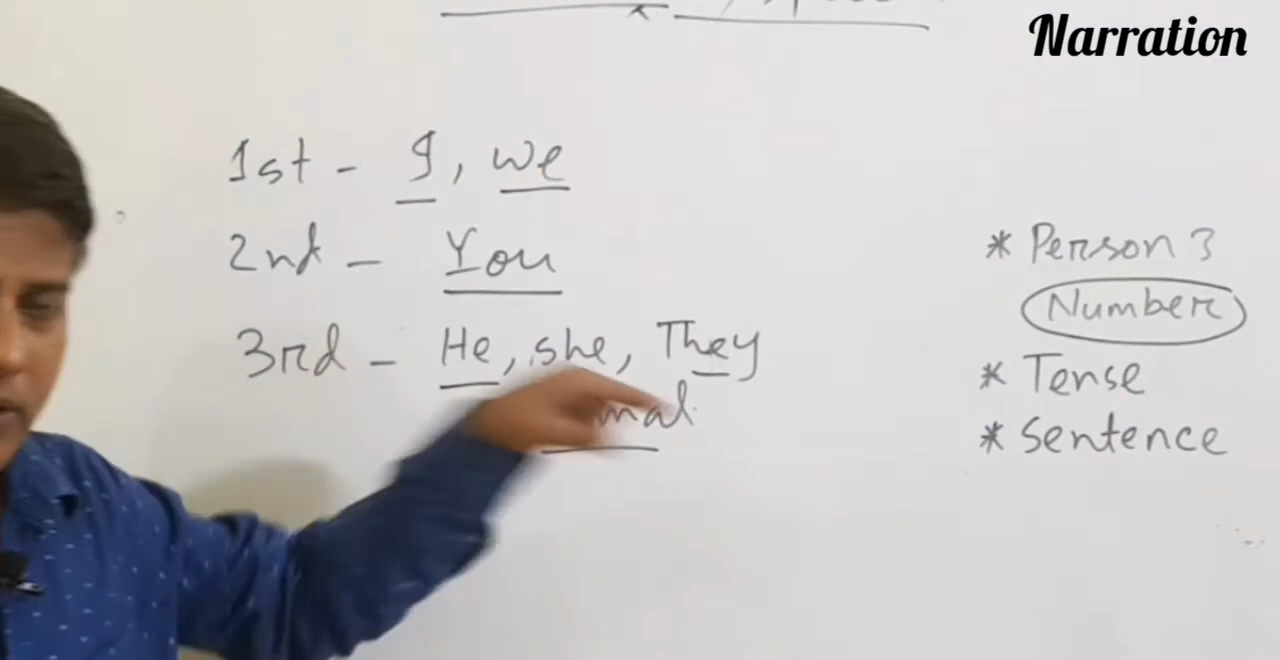 Narration
1st - I, we
2nd - You
3rd - He, she, They
* Person 3
Number
* Tense
* Sentence